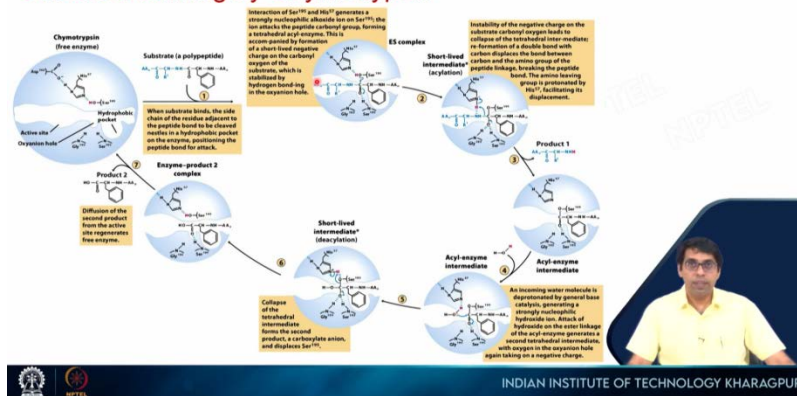 Chymotrypsin
(free enzyme)
Substrate (a polypeptide)
Active site
Oxyanion hole
Hydrophobic
pocket
When substrate binds, the side
chain of the residue adjacent to
the peptide bond to be cleaved
nestles in a hydrophobic pocket
on the enzyme, positioning the
peptide bond for attack.
Interaction of Ser¹⁹⁵ and His⁵⁷ generates a
strongly nucleophilic alkoxide ion on Ser¹⁹⁵; the
ion attacks the peptide carbonyl group, forming
a tetrahedral acyl-enzyme. This is
accom-panied by formation
of a short-lived negative
charge on the carbonyl
oxygen of the
substrate, which is
stabilized by
hydrogen bond-ing
in the oxyanion hole.
ES complex
Short-lived
intermediate*
(acylation)
Instability of the negative charge on the
substrate carbonyl oxygen leads to
collapse of the tetrahedral inter-mediate;
re-formation of a double bond with
carbon displaces the bond between
carbon and the amino group of
the peptide linkage, breaking the peptide
bond. The amino leaving
group is protonated by
His⁵⁷, facilitating its
displacement.
Product 1
Acyl-enzyme
intermediate
Acyl-enzyme
intermediate
An incoming water molecule is
deprotonated by general base
catalysis, generating a
strongly nucleophilic
hydroxide ion. Attack of
hydroxide on the ester linkage
of the acyl-enzyme generates a
second tetrahedral intermediate,
with oxygen in the oxyanion hole
again taking on a negative charge.
Short-lived
intermediate*
(deacylation)
Collapse
of the
tetrahedral
intermediate
forms the second
product, a carboxylate anion,
and displaces Ser¹⁹⁵.
Enzyme–product 2
complex
Product 2
Diffusion of the
second product
from the active
site regenerates
free enzyme.
NPTEL
INDIAN INSTITUTE OF TECHNOLOGY KHARAGPUR